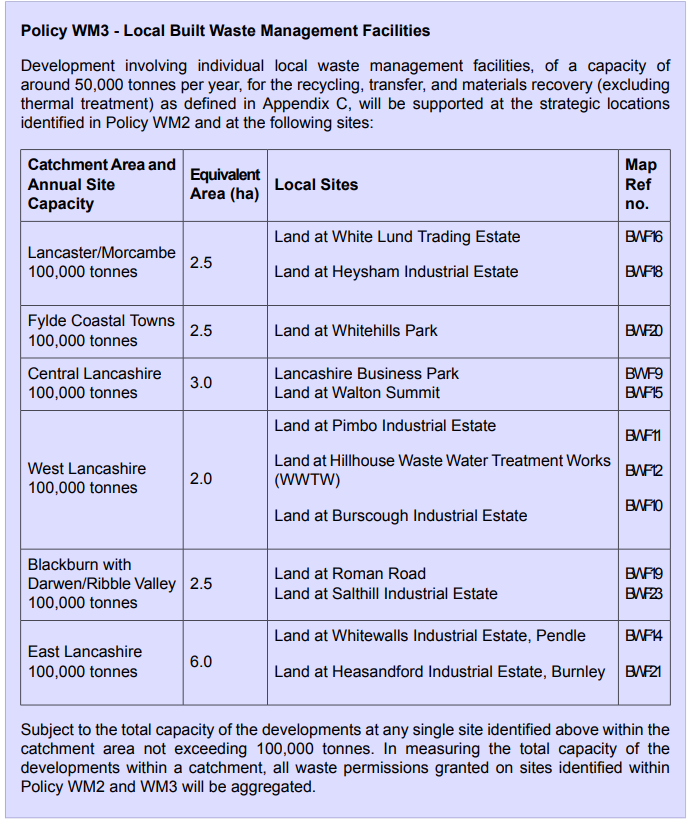 Policy WM3 - Local Built Waste Management Facilities
Development involving individual local waste management facilities, of a capacity of
around 50,000 tonnes per year, for the recycling, transfer, and materials recovery (excluding
thermal treatment) as defined in Appendix C, will be supported at the strategic locations
identified in Policy WM2 and at the following sites:
Catchment Area and
Annual Site
Capacity
Equivalent
Area (ha)
Local Sites
Map
Ref
no.
Lancaster/Morcambe
100,000 tonnes
2.5
Land at White Lund Trading Estate
BWF16
Land at Heysham Industrial Estate
BWF18
Fylde Coastal Towns
100,000 tonnes
2.5
Land at Whitehills Park
BWF20
Central Lancashire
100,000 tonnes
3.0
Lancashire Business Park
BWF9
Land at Walton Summit
BWF15
West Lancashire
100,000 tonnes
2.0
Land at Pimbo Industrial Estate
BWF11
Land at Hillhouse Waste Water Treatment Works
(WWTW)
BWF12
Land at Burscough Industrial Estate
BWF10
Blackburn with
Darwen/Ribble Valley
100,000 tonnes
2.5
Land at Roman Road
BWF19
Land at Salthill Industrial Estate
BWF23
East Lancashire
100,000 tonnes
6.0
Land at Whitewalls Industrial Estate, Pendle
BWF14
Land at Heasandford Industrial Estate, Burnley
BWF21
Subject to the total capacity of the developments at any single site identified above within the
catchment area not exceeding 100,000 tonnes. In measuring the total capacity of the
developments within a catchment, all waste permissions granted on sites identified within
Policy WM2 and WM3 will be aggregated.